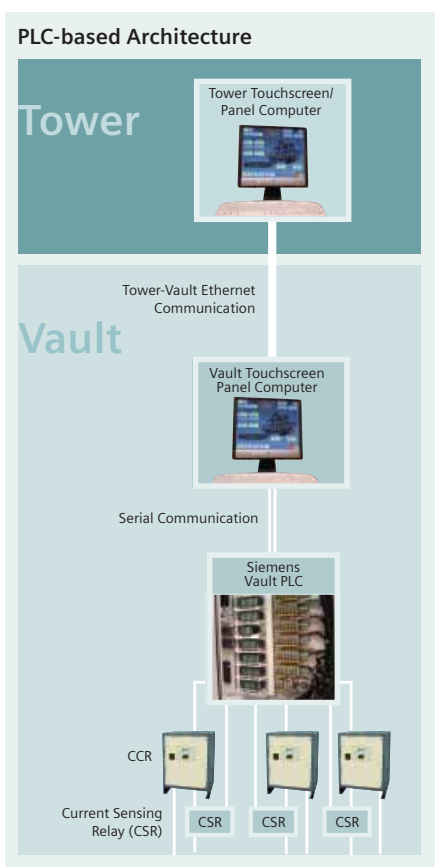 PLC-based Architecture
Tower
Tower Touchscreen/
Panel Computer
Tower-Vault Ethernet
Communication
Vault
Vault Touchscreen
Panel Computer
Serial Communication
Siemens
Vault PLC
CCR
Current Sensing
Relay (CSR)
CSR
CSR
CSR